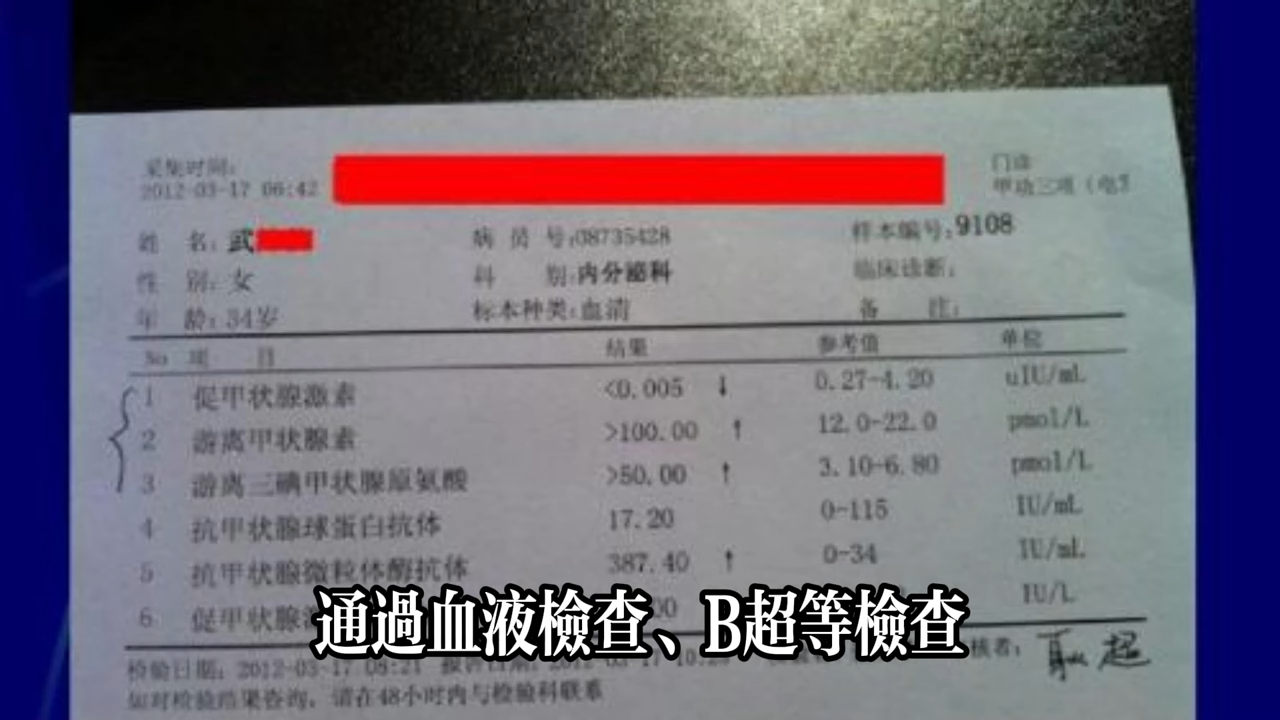 采集时间:
2012-03-17 06:42
门诊
甲功三项(电
姓 名:武
病 员 号:08735428
样本编号:9108
性 别:女
科 别:内分泌科
临床诊断:
年 龄:34岁
标本种类:血清
备 注:
No 项 目 结果 参考值 单位
1 促甲状腺激素 <0.005 ↓ 0.27-4.20 uIU/mL
2 游离甲状腺素 >100.00 ↑ 12.0-22.0 pmol/L
3 游离三碘甲状腺原氨酸 >50.00 ↑ 3.10-6.80 pmol/L
4 抗甲状腺球蛋白抗体 17.20 0-115 IU/mL
5 抗甲状腺微粒体酶抗体 387.40 ↑ 0-34 IU/mL
6 促甲状腺 IU/L
通過血液檢查、B超等檢查
检验日期:2012-03-17 08:21
核者: 耿超
如对检验结果咨询,请在48小时内与检验科联系